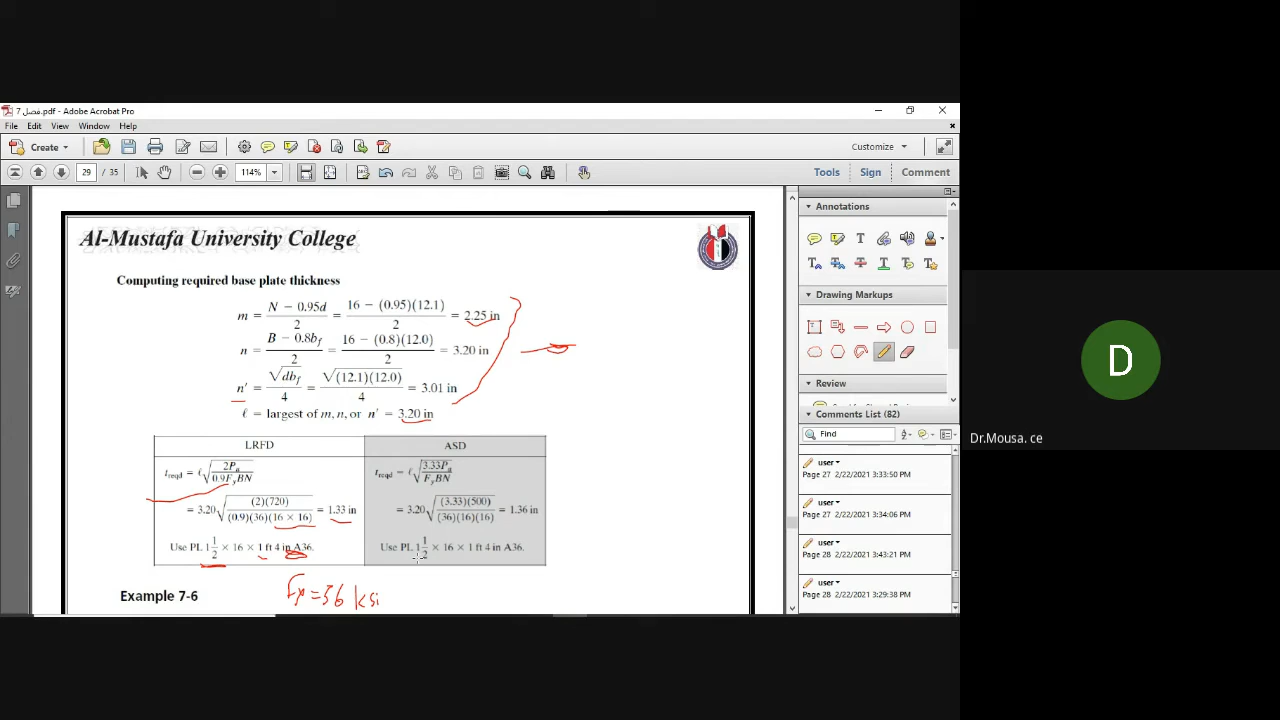 فصل 7.pdf - Adobe Acrobat Pro
File Edit View Window Help
Create Customize
29 / 35 114% Tools Sign Comment
Al-Mustafa University College
Computing required base plate thickness
m = (N − 0.95d)/2 = (16 − (0.95)(12.1))/2 = 2.25 in
n = (B − 0.8b_f)/2 = (16 − (0.8)(12.0))/2 = 3.20 in
n' = √(db_f)/4 = √((12.1)(12.0))/4 = 3.01 in
ℓ = largest of m, n, or n' = 3.20 in
LRFD
t_reqd = ℓ√(2P_u/(0.9F_yBN))
= 3.20√((2)(720)/((0.9)(36)(16 × 16))) = 1.33 in
Use PL 1 1/2 × 16 × 1 ft 4 in A36.
ASD
t_reqd = ℓ√(3.33P_a/(F_yBN))
= 3.20√((3.33)(500)/((36)(16)(16))) = 1.36 in
Use PL 1 1/2 × 16 × 1 ft 4 in A36.
Example 7-6
Fy = 36 ksi
Annotations
Drawing Markups
Review
Comments List (82)
Find
user
Page 27 2/22/2021 3:33:50 PM
user
Page 27 2/22/2021 3:34:06 PM
user
Page 28 2/22/2021 3:43:21 PM
user
Page 28 2/22/2021 3:29:38 PM
D
Dr.Mousa. ce